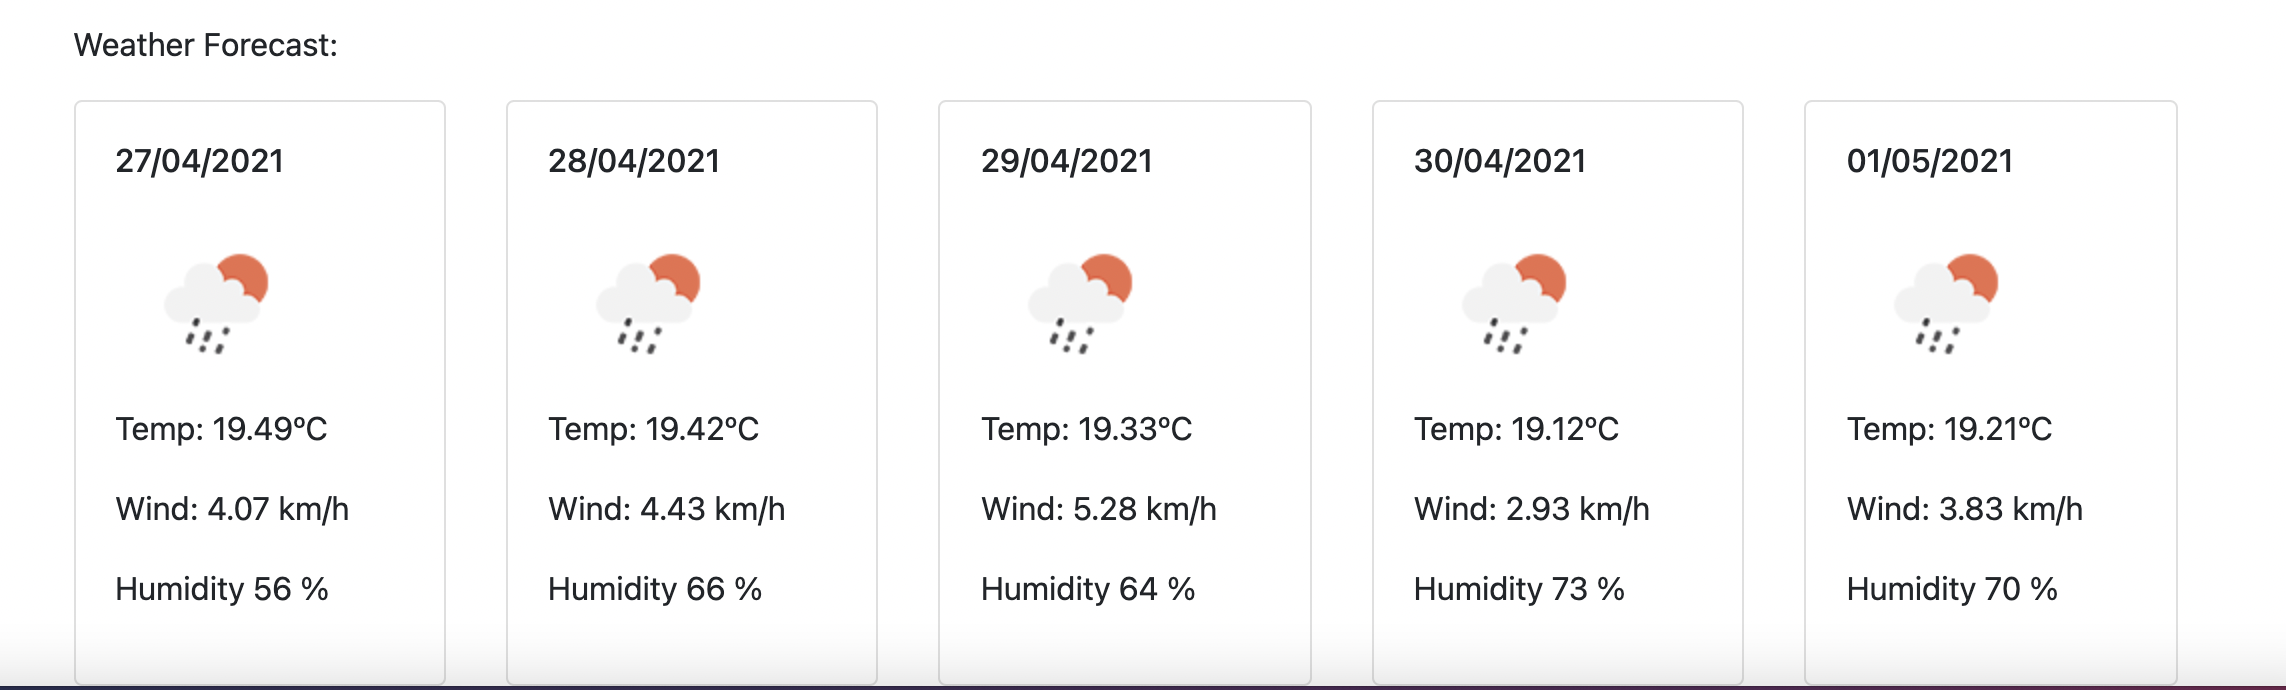 Weather Forecast:
27/04/2021
Temp: 19.49°C
Wind: 4.07 km/h
Humidity 56 %
28/04/2021
Temp: 19.42°C
Wind: 4.43 km/h
Humidity 66 %
29/04/2021
Temp: 19.33°C
Wind: 5.28 km/h
Humidity 64 %
30/04/2021
Temp: 19.12°C
Wind: 2.93 km/h
Humidity 73 %
01/05/2021
Temp: 19.21°C
Wind: 3.83 km/h
Humidity 70 %